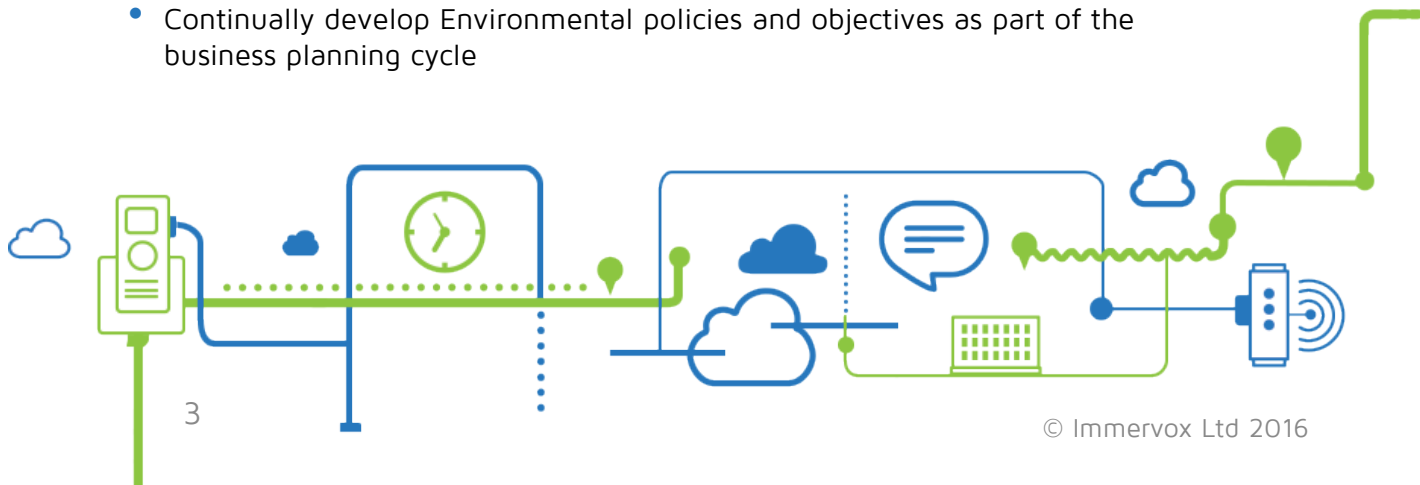 • Continually develop Environmental policies and objectives as part of the
business planning cycle
3
© Immervox Ltd 2016